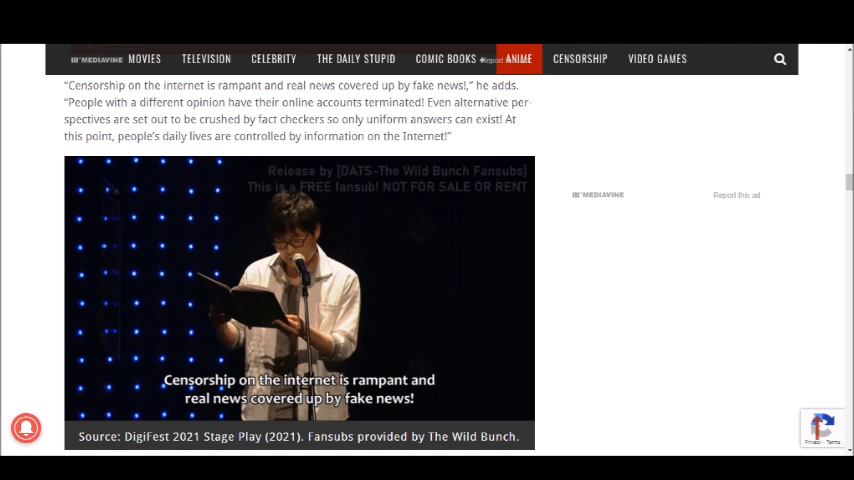 MEDIAVINE MOVIES TELEVISION CELEBRITY THE DAILY STUPID COMIC BOOKS Report ANIME CENSORSHIP VIDEO GAMES
“Censorship on the internet is rampant and real news covered up by fake news!,” he adds.
“People with a different opinion have their online accounts terminated! Even alternative per-
spectives are set out to be crushed by fact checkers so only uniform answers can exist! At
this point, people’s daily lives are controlled by information on the Internet!”
Release by [DATS-The Wild Bunch Fansubs]
This is a FREE fansub! NOT FOR SALE OR RENT
MEDIAVINE Report this ad
Censorship on the internet is rampant and
real news covered up by fake news!
Source: DigiFest 2021 Stage Play (2021). Fansubs provided by The Wild Bunch.
Privacy - Terms